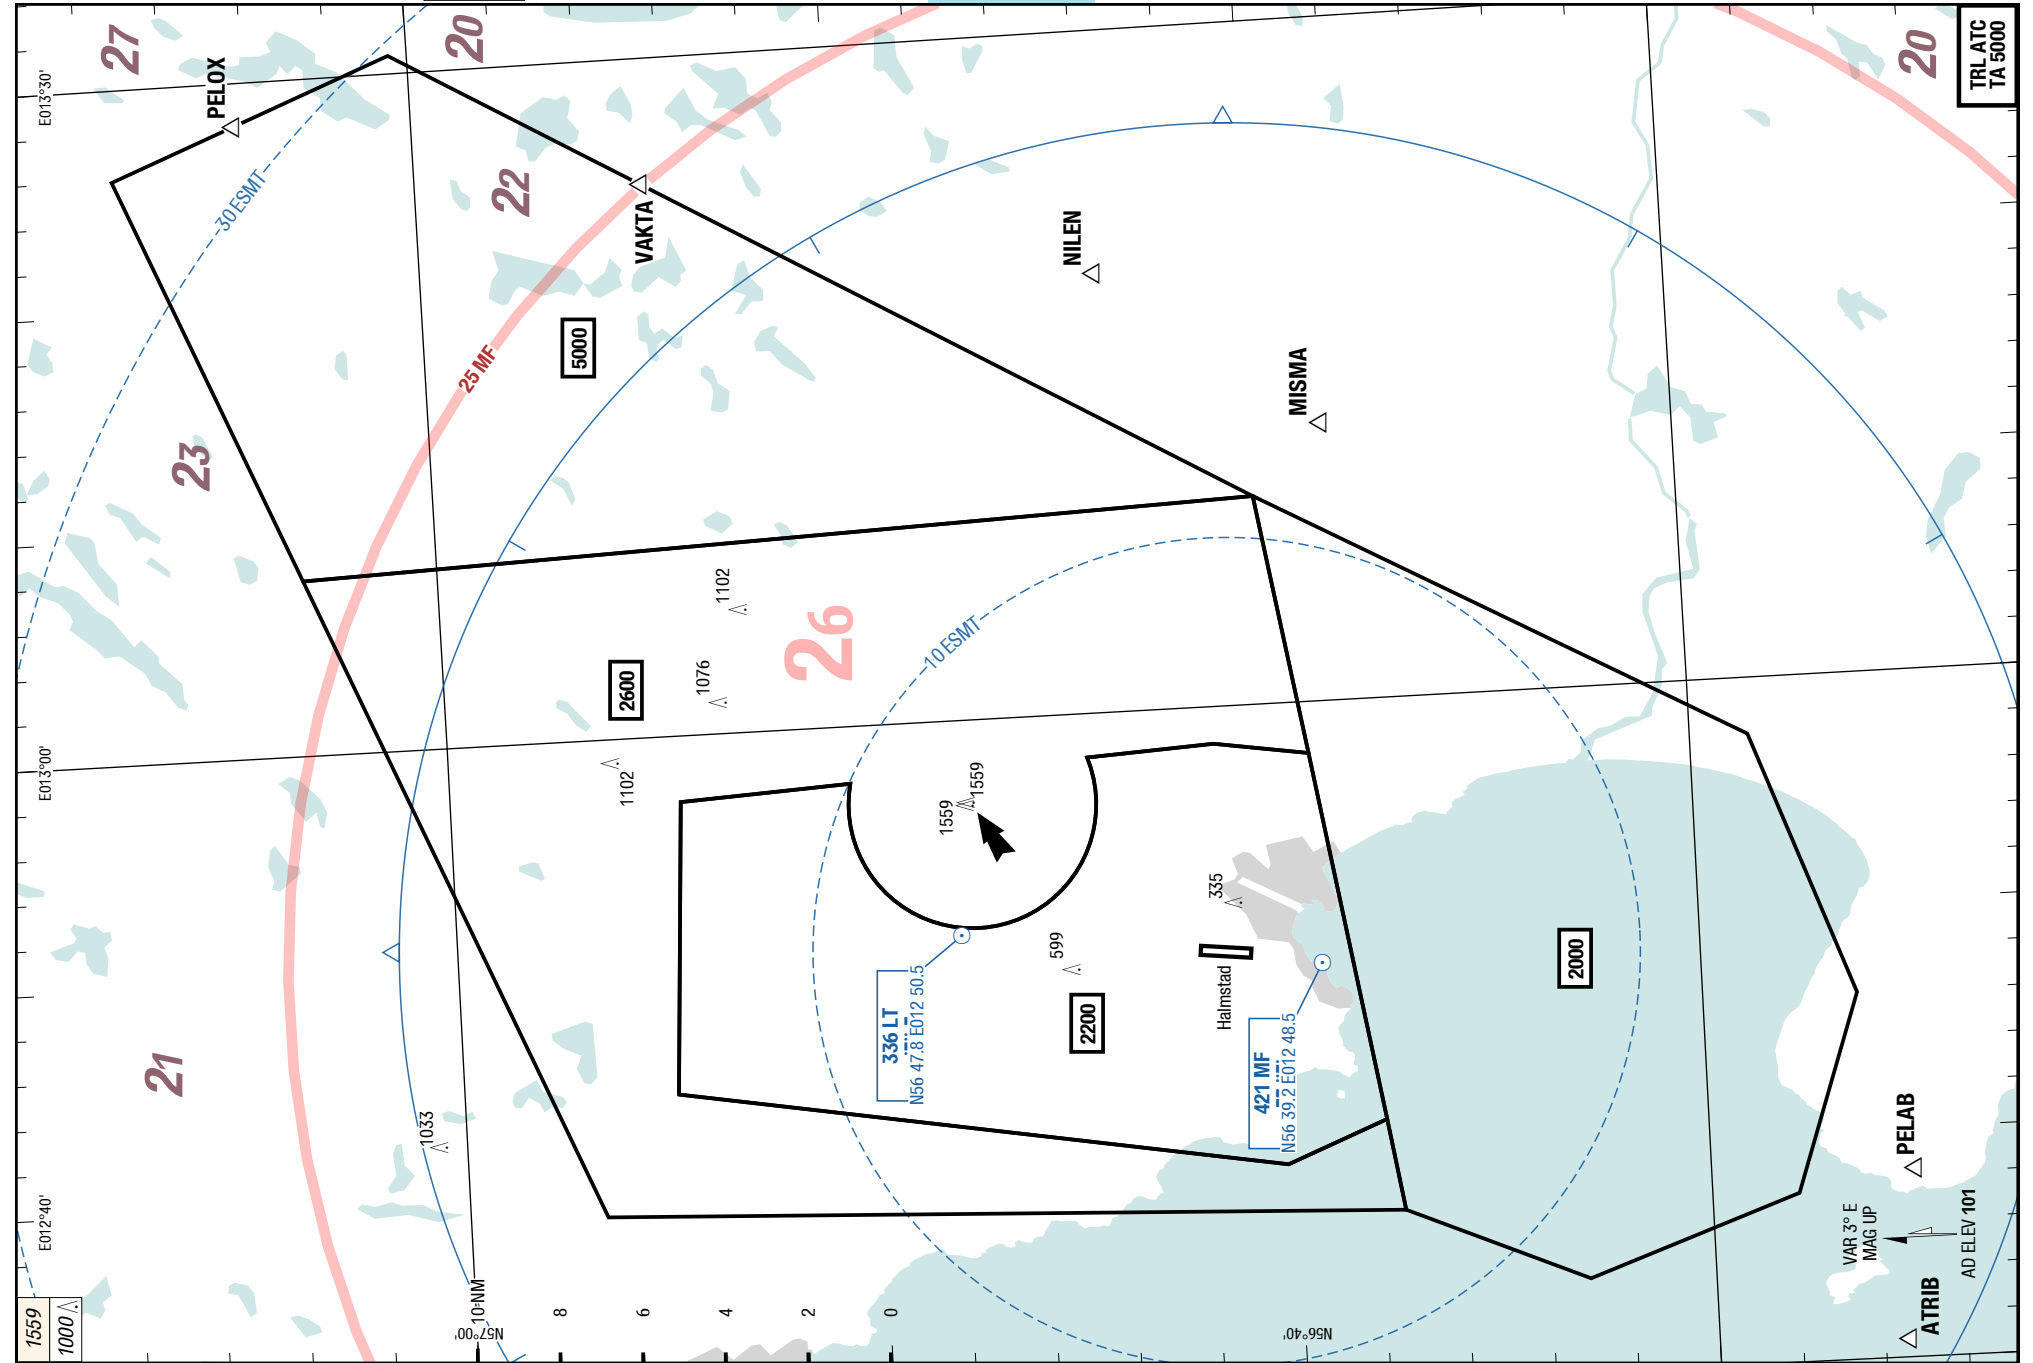 TRL ATC
TA 5000
20
20
27
PELOX
E013°30'
30 ESMT
22
VAKTA
NILEN
5000
25 MF
MISMA
23
1102
26
10 ESMT
1076
2600
E013°00'
1102
1559
1559
335
599
Halmstad
2200
2000
336 LT
N56 47.8 E012 50.5
421 MF
N56 39.2 E012 48.5
21
1033
PELAB
E012°40'
VAR 3° E
MAG UP
AD ELEV 101
ATRIB
10 NM
8
6
4
2
0
N57°00'
N56°40'
1559
1000